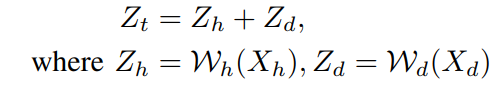 Z_t = Z_h + Z_d,
where Z_h = 𝒲_h(X_h), Z_d = 𝒲_d(X_d)